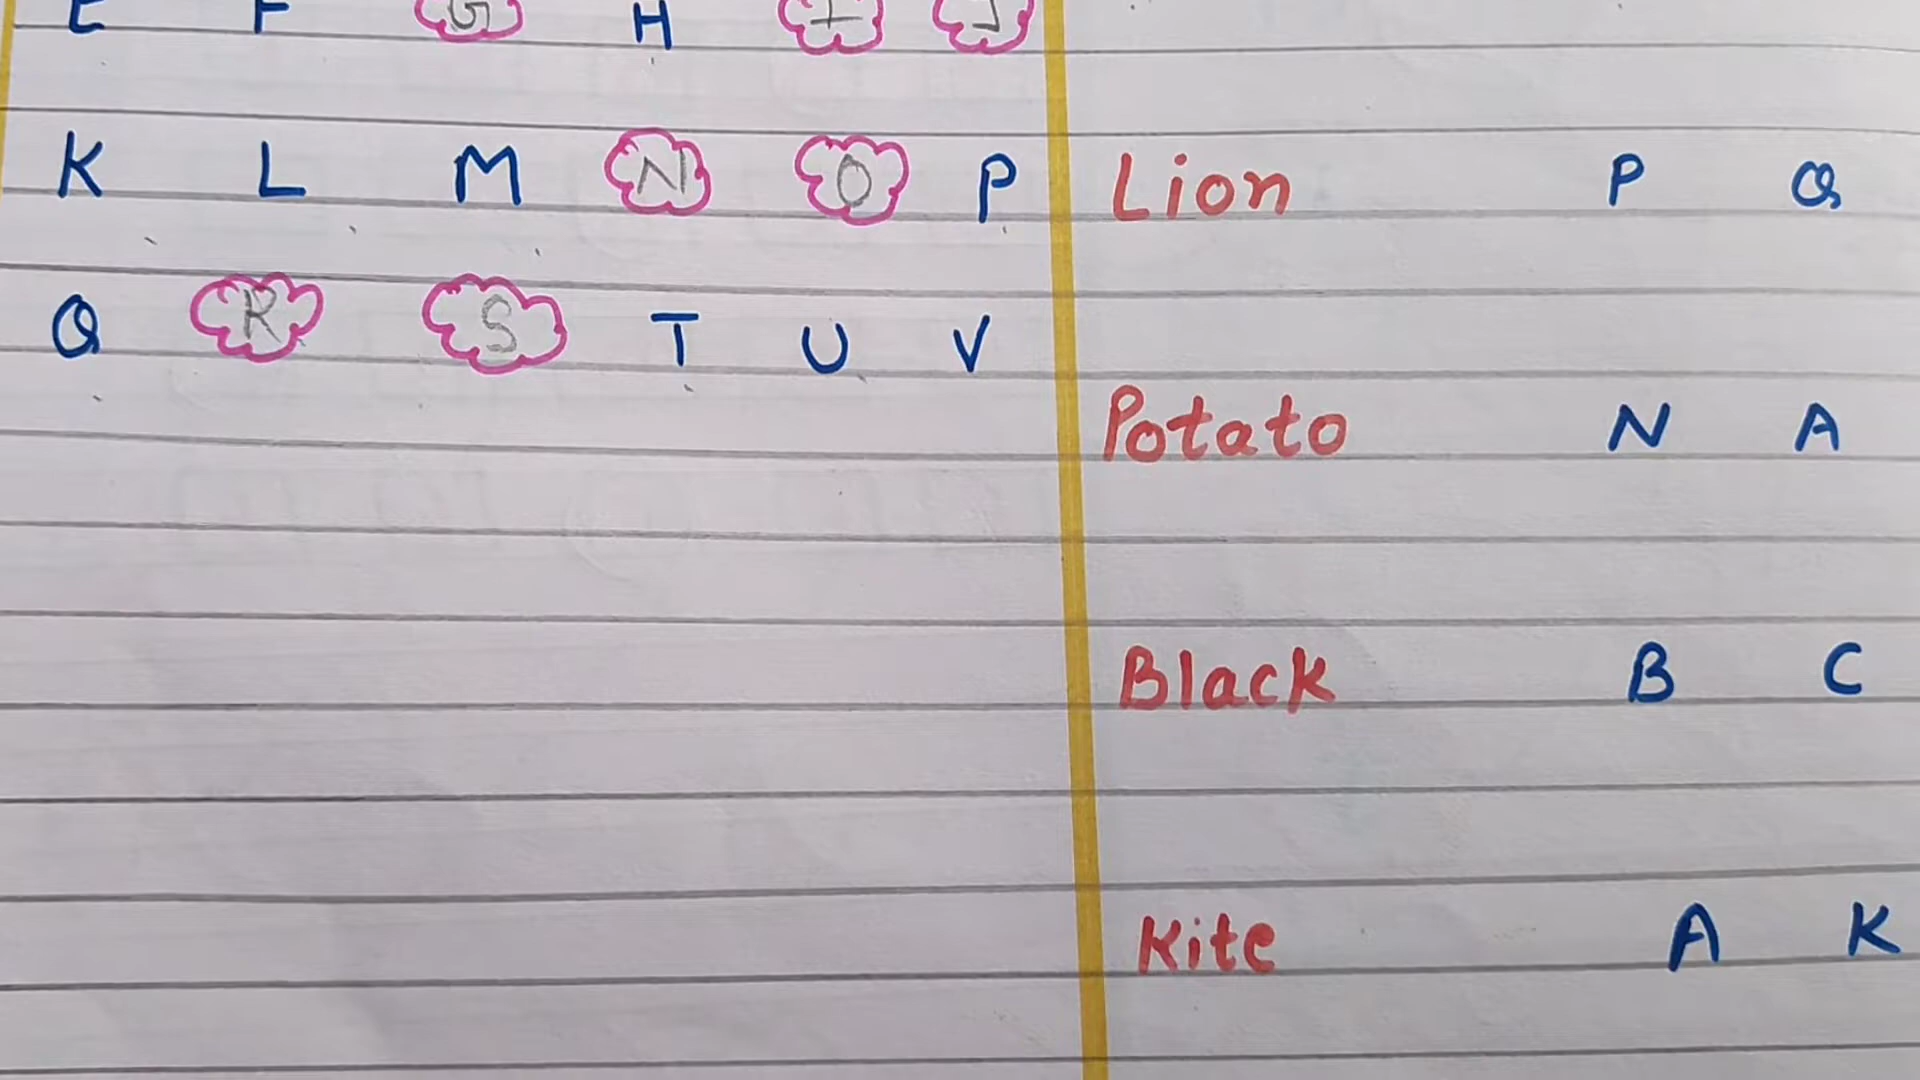 E F G H I J
K L M N O P
Q R S T U V
Lion P Q
Potato N A
Black B C
Kite A K